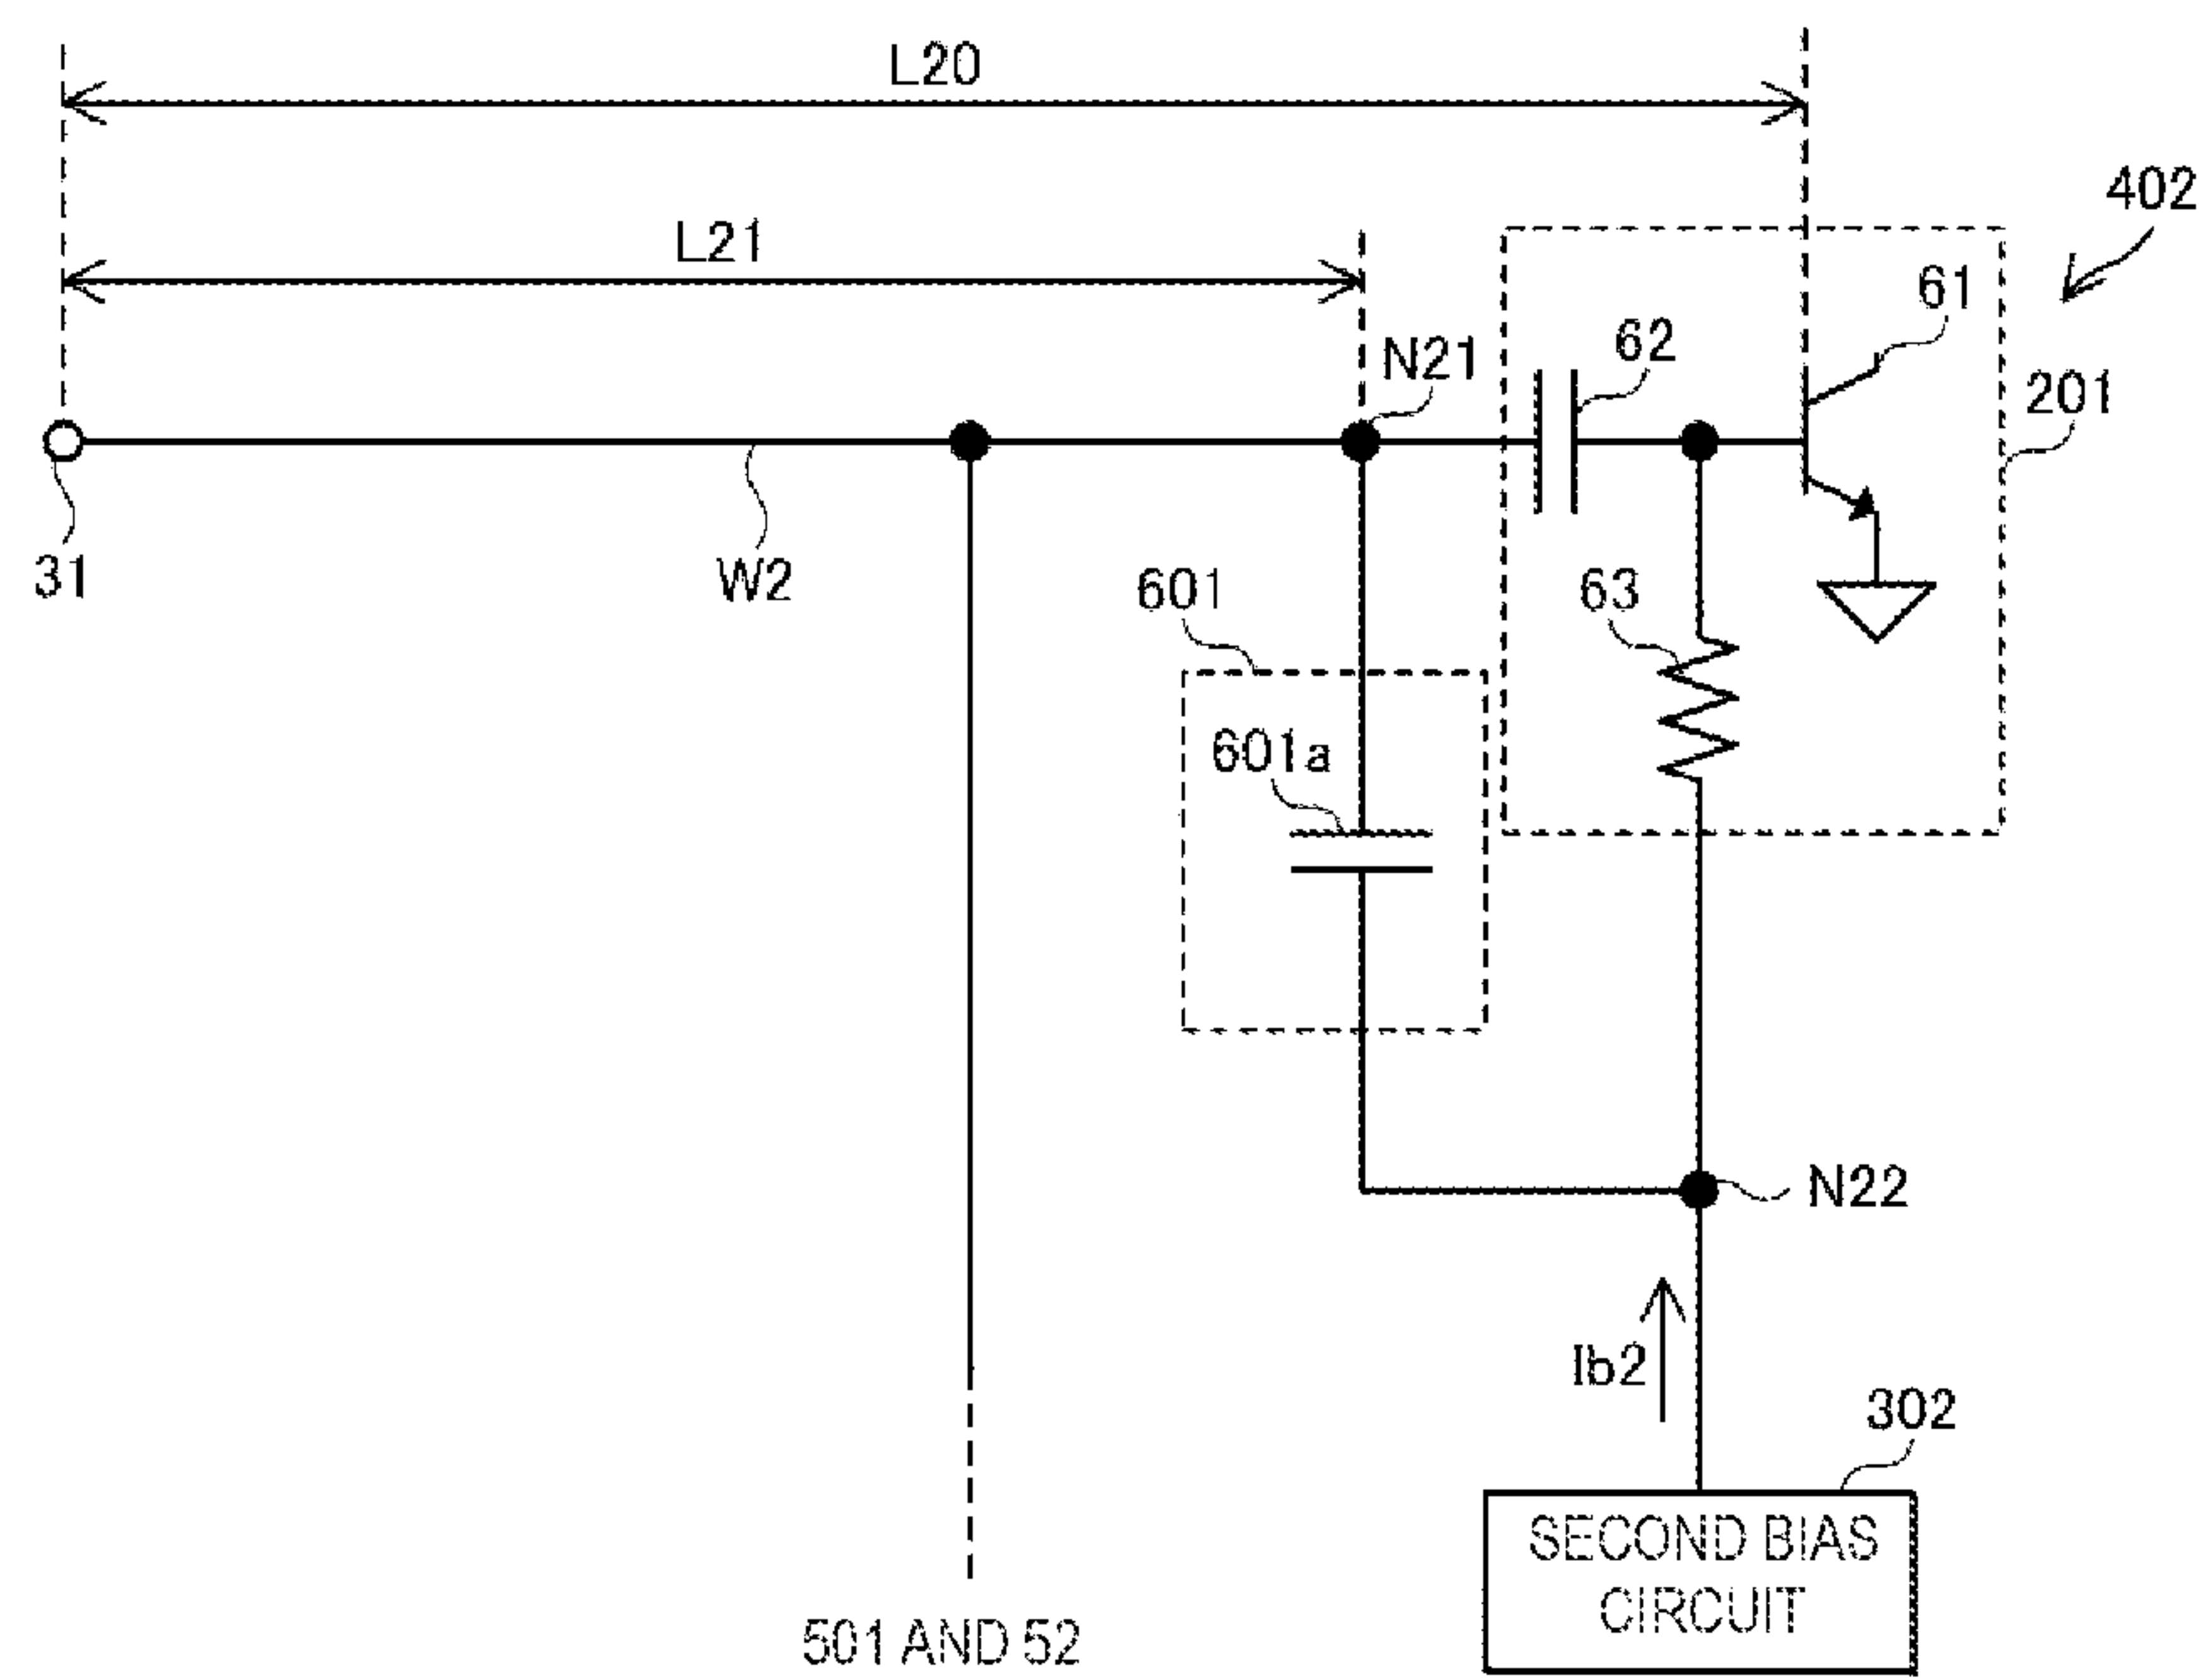 L20
402
L21
61
62
N21
201
31
W2
601
63
601a
N22
Ib2
302
SECOND BIAS
CIRCUIT
501 AND 52